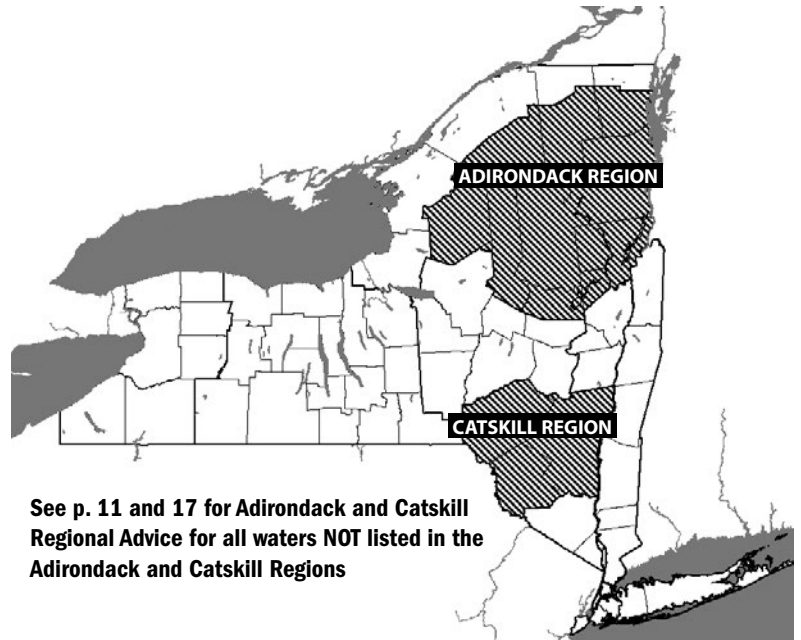 ADIRONDACK REGION
CATSKILL REGION
See p. 11 and 17 for Adirondack and Catskill
Regional Advice for all waters NOT listed in the
Adirondack and Catskill Regions